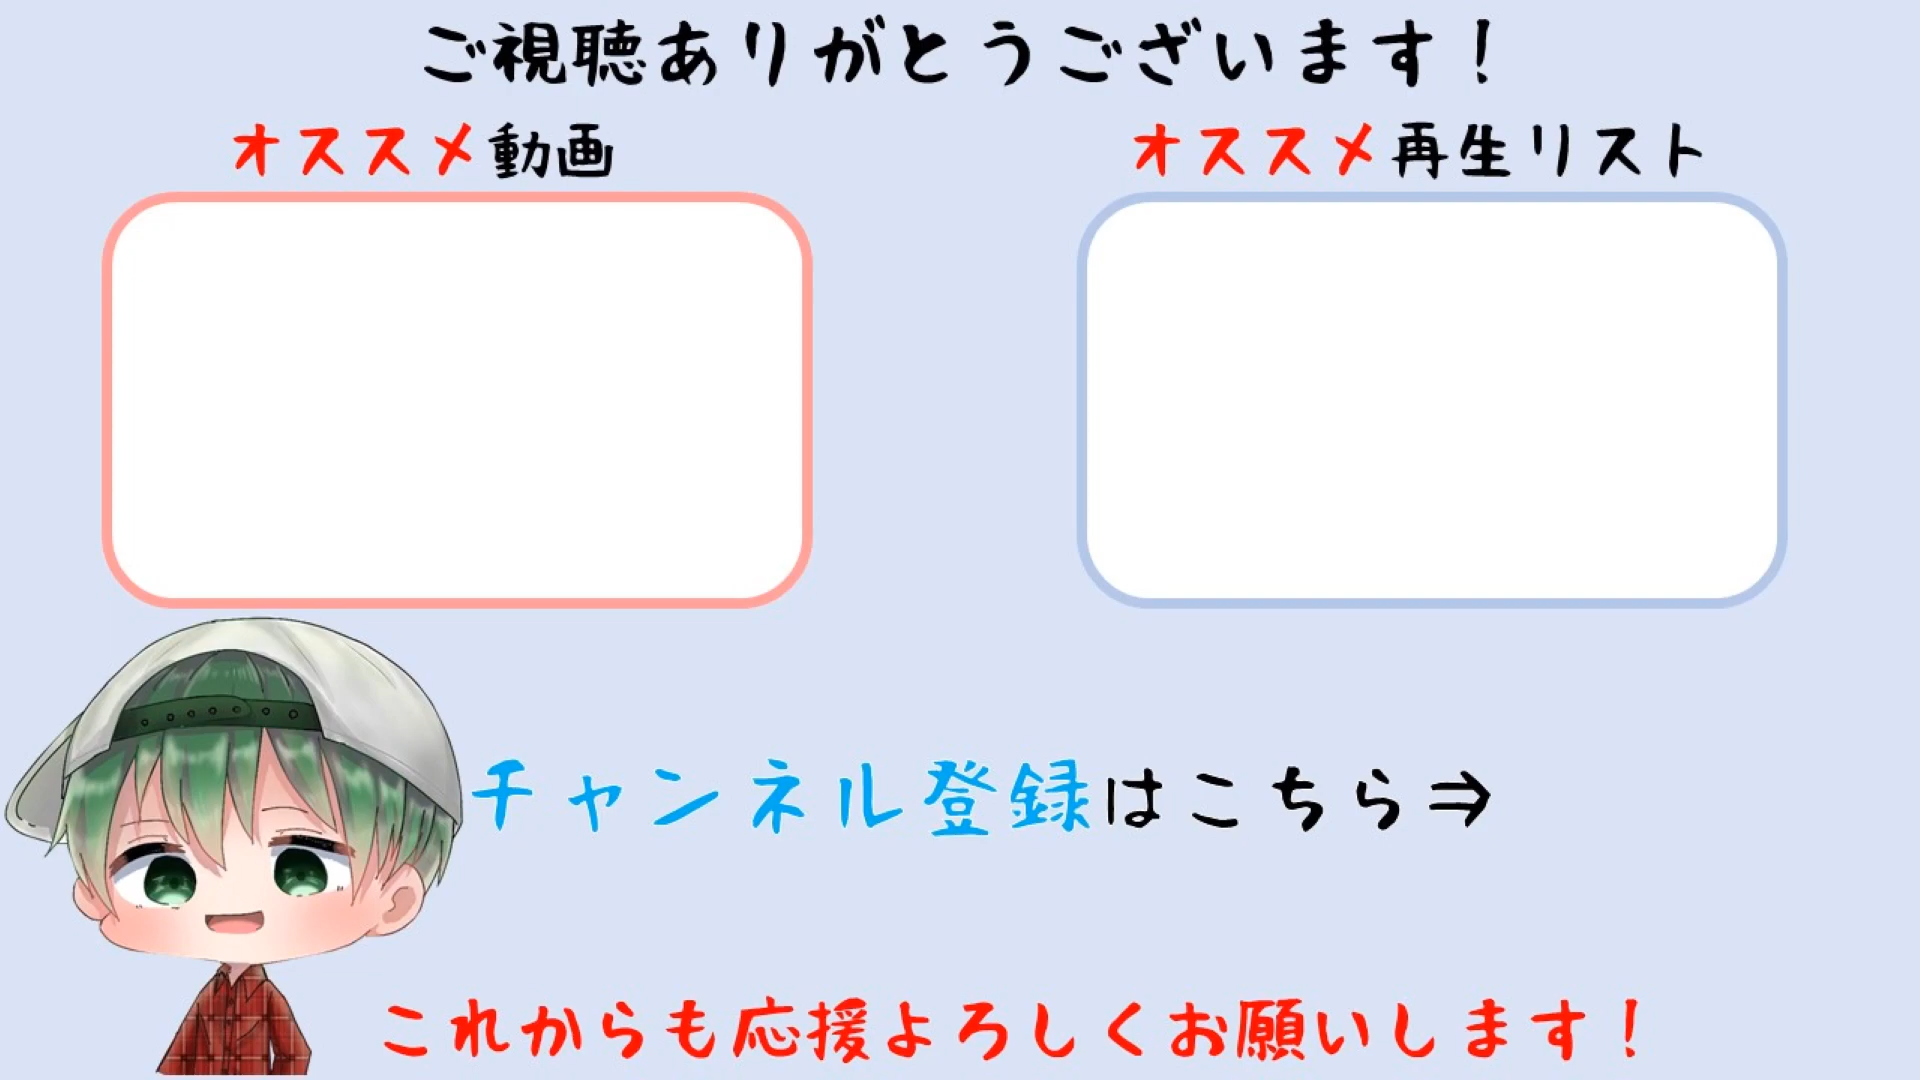 ご視聴ありがとうございます！
オススメ動画
オススメ再生リスト
チャンネル登録はこちら⇒
これからも応援よろしくお願いします！